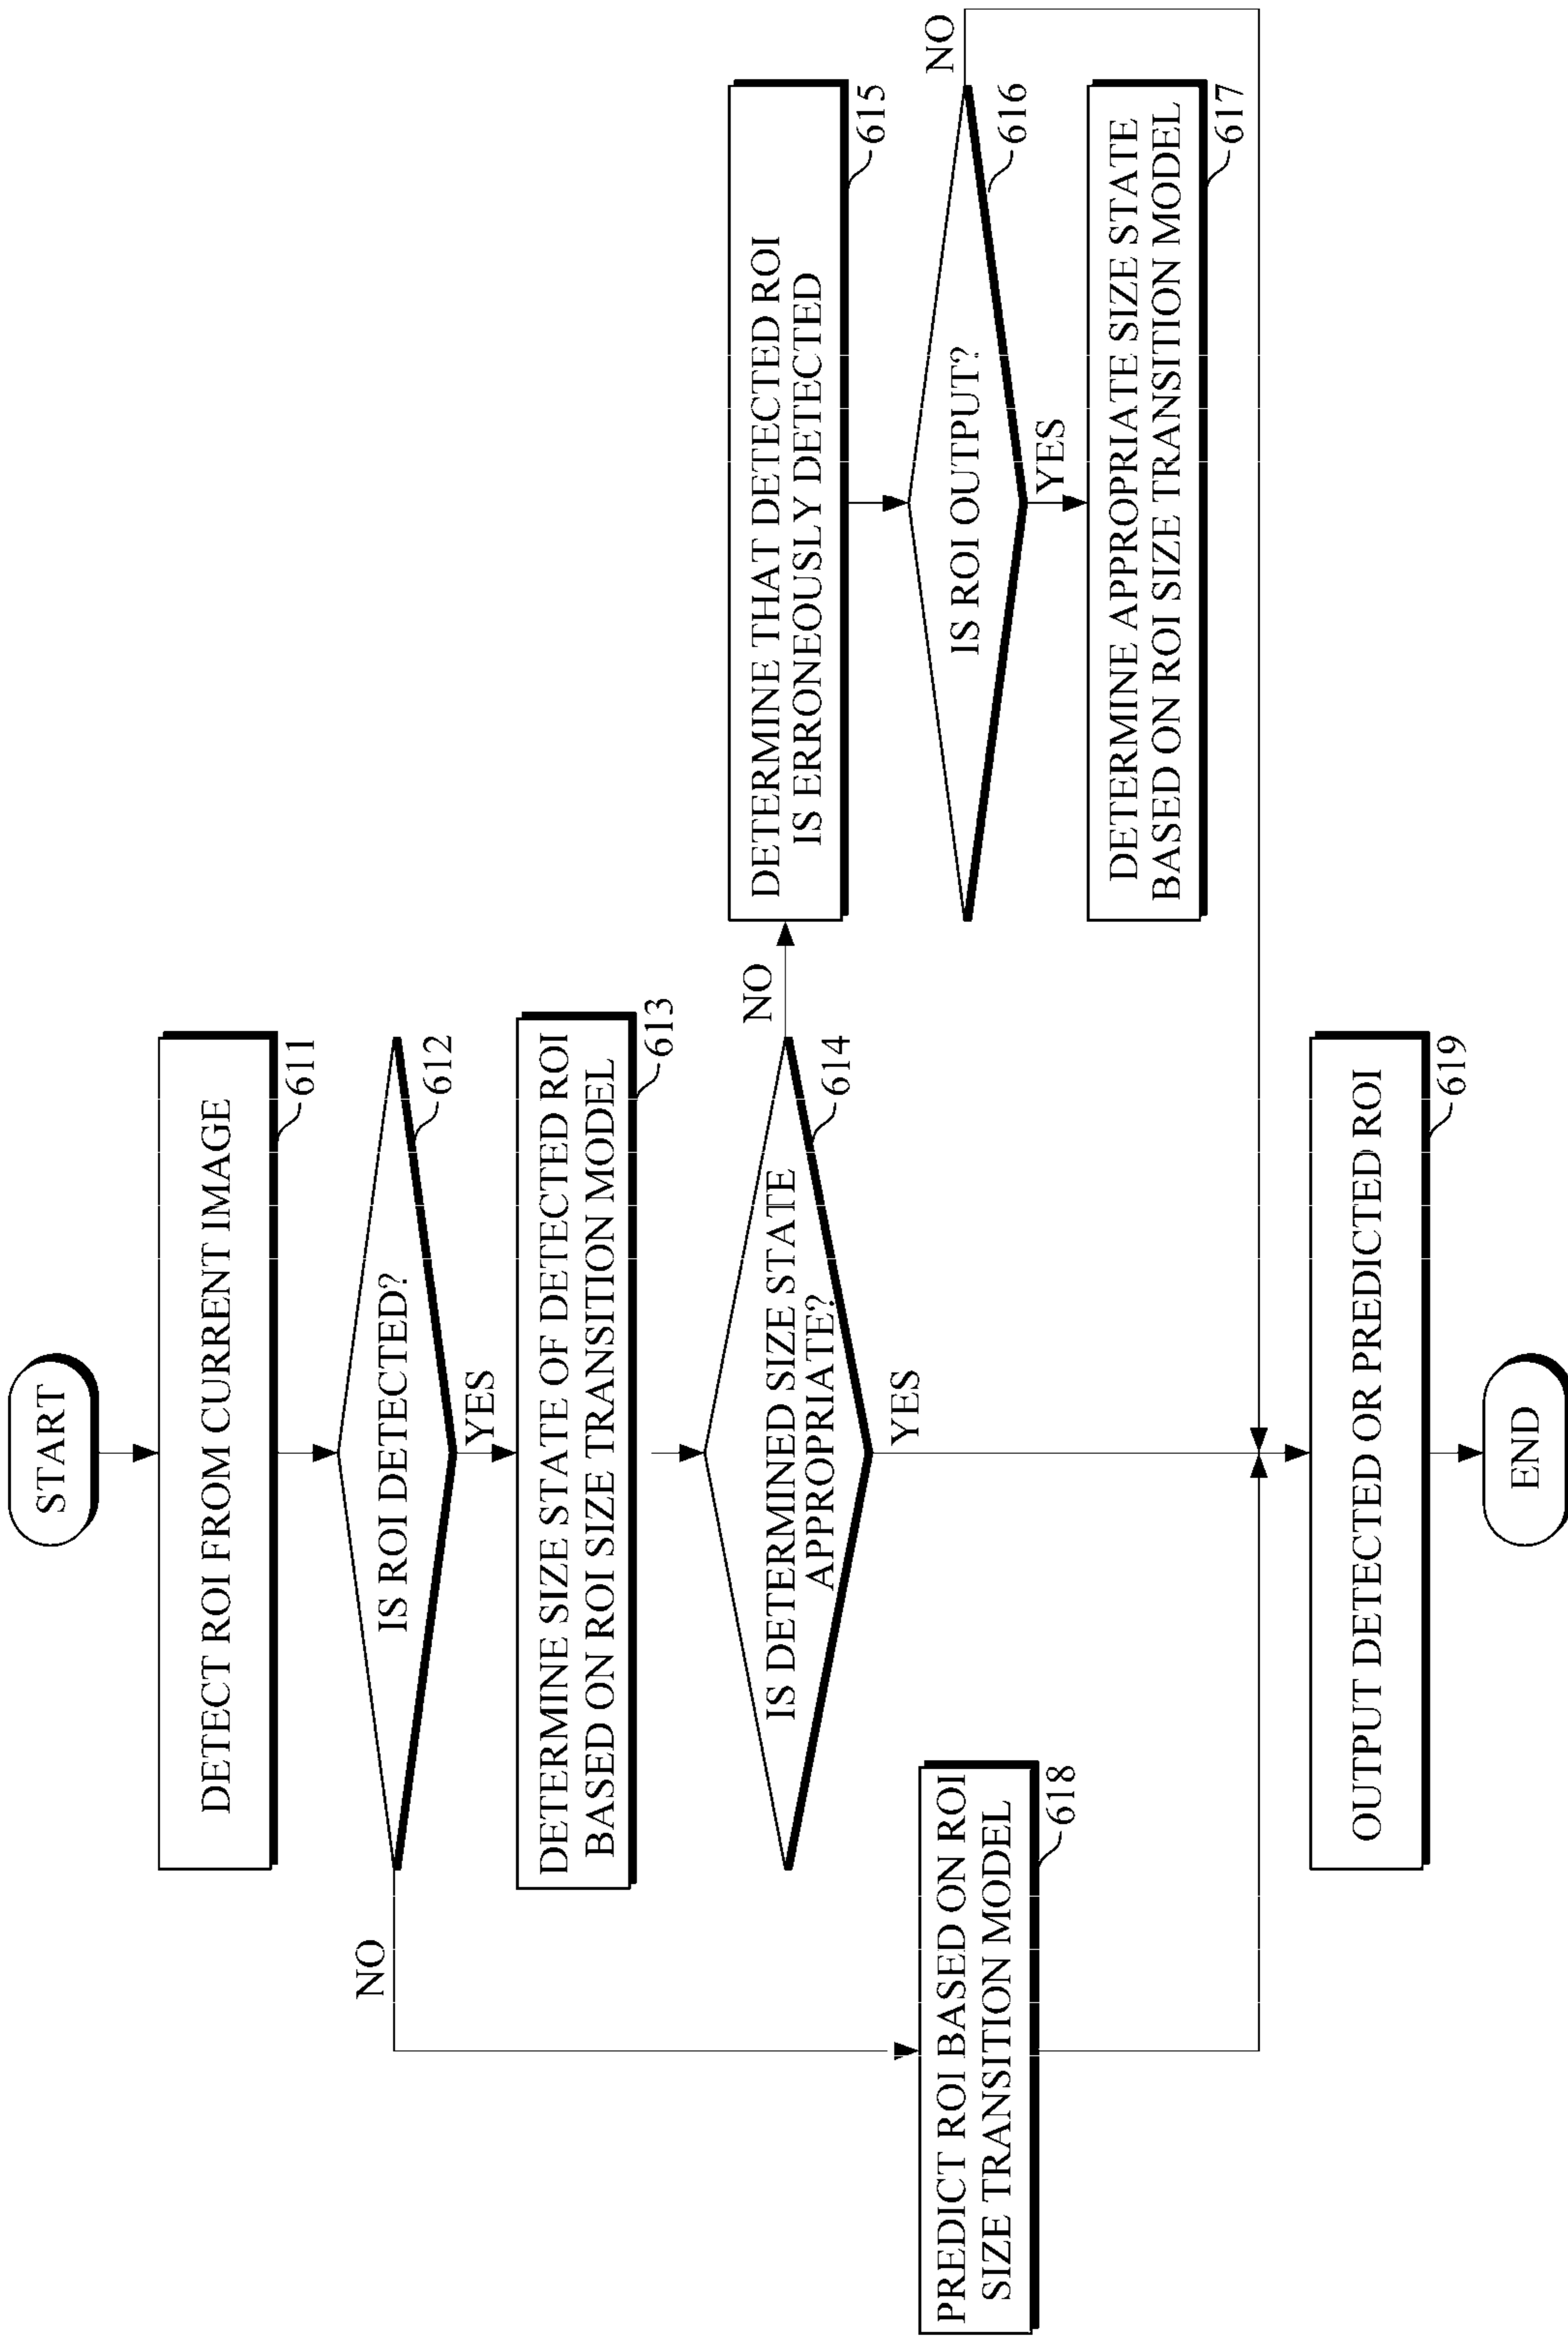 START
DETECT ROI FROM CURRENT IMAGE
611
IS ROI DETECTED?
612
NO
YES
DETERMINE SIZE STATE OF DETECTED ROI
BASED ON ROI SIZE TRANSITION MODEL
613
IS DETERMINED SIZE STATE
APPROPRIATE?
614
NO
YES
DETERMINE THAT DETECTED ROI
IS ERRONEOUSLY DETECTED
615
IS ROI OUTPUT?
616
NO
YES
DETERMINE APPROPRIATE SIZE STATE
BASED ON ROI SIZE TRANSITION MODEL
617
PREDICT ROI BASED ON ROI
SIZE TRANSITION MODEL
618
OUTPUT DETECTED OR PREDICTED ROI
619
END